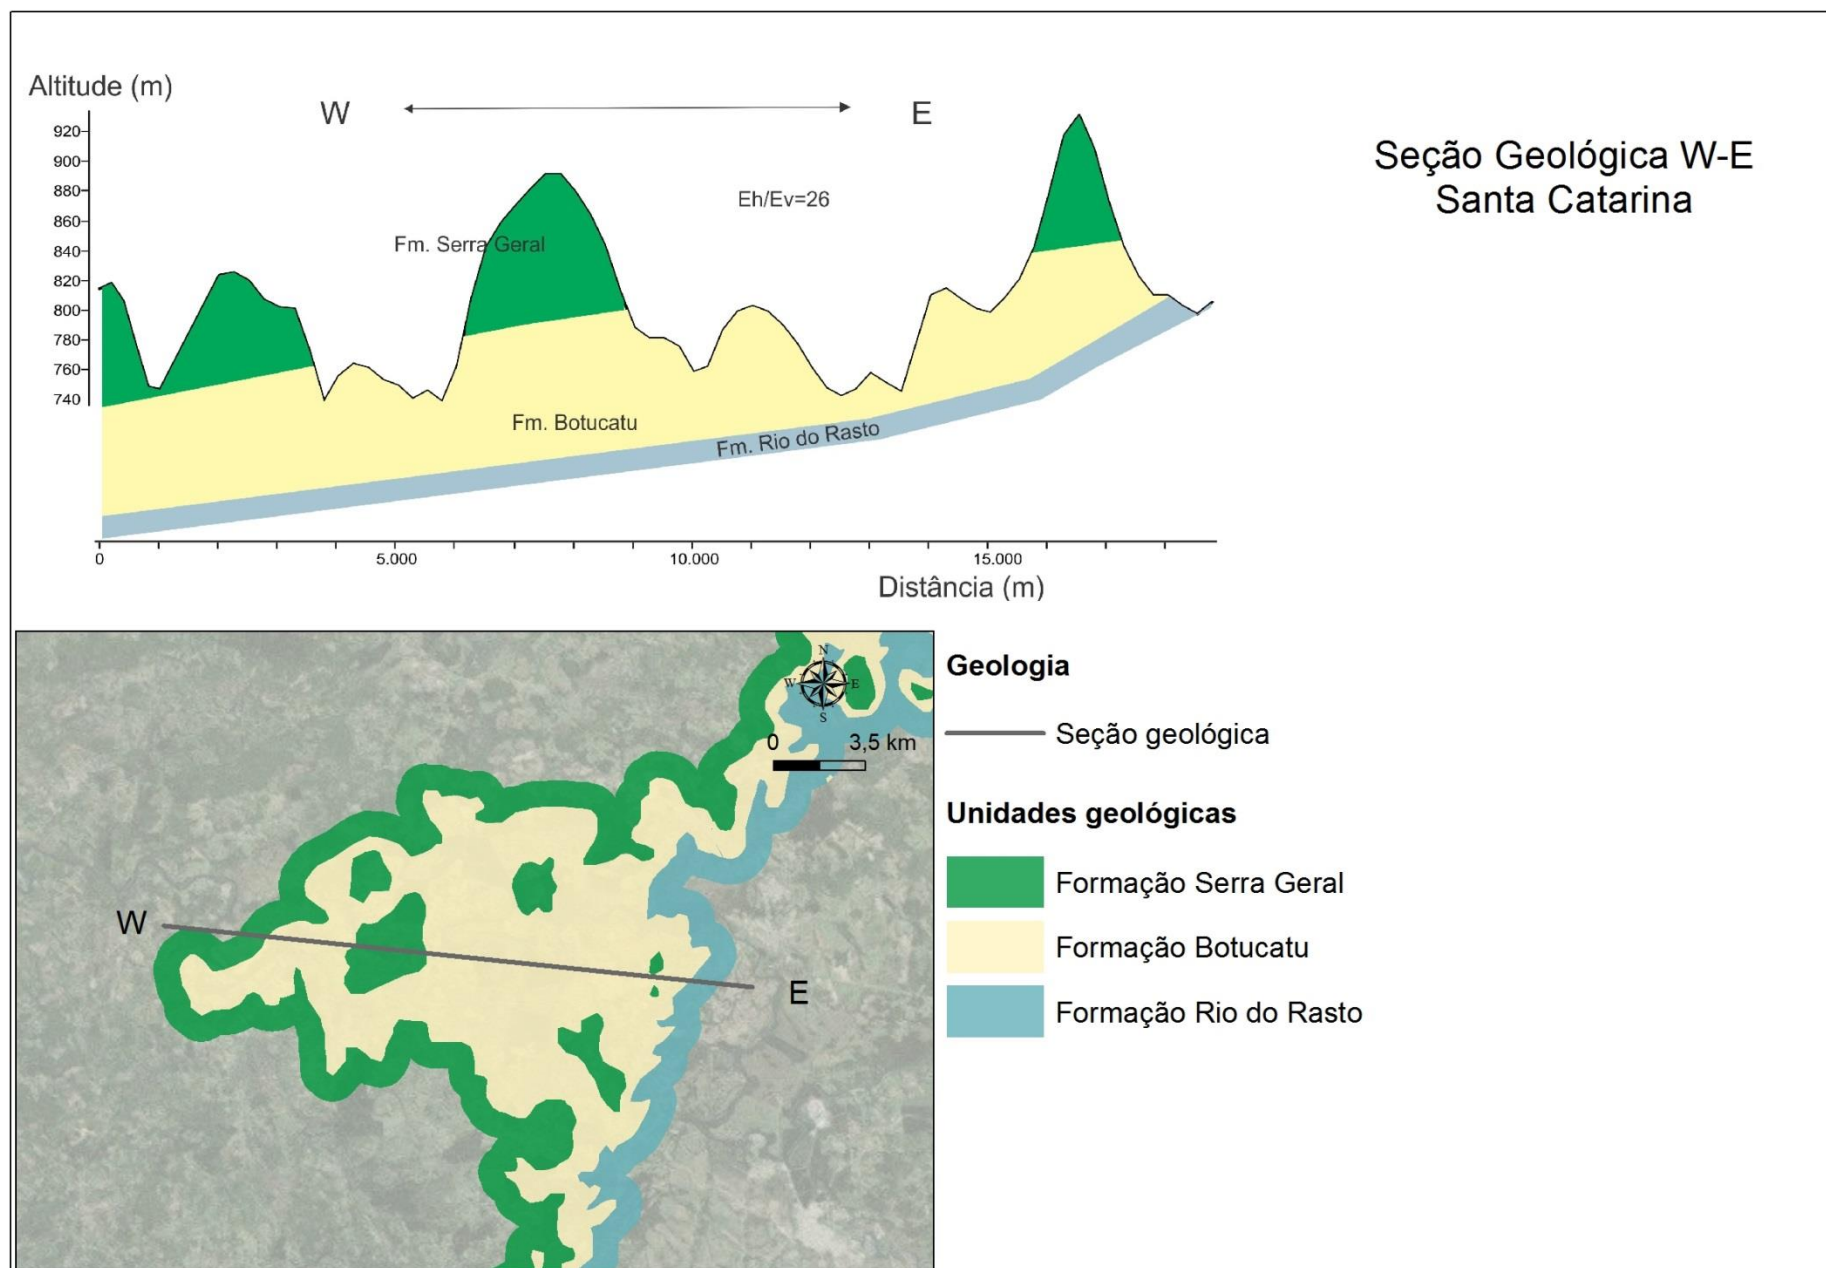 Altitude (m)
W
E
Seção Geológica W-E
Santa Catarina
920
900
880
860
840
820
800
780
760
740
Eh/Ev=26
Fm. Serra Geral
Fm. Botucatu
Fm. Rio do Rasto
0
5.000
10.000
15.000
Distância (m)
N
W
E
S
0
3,5 km
W
E
Geologia
Seção geológica
Unidades geológicas
Formação Serra Geral
Formação Botucatu
Formação Rio do Rasto